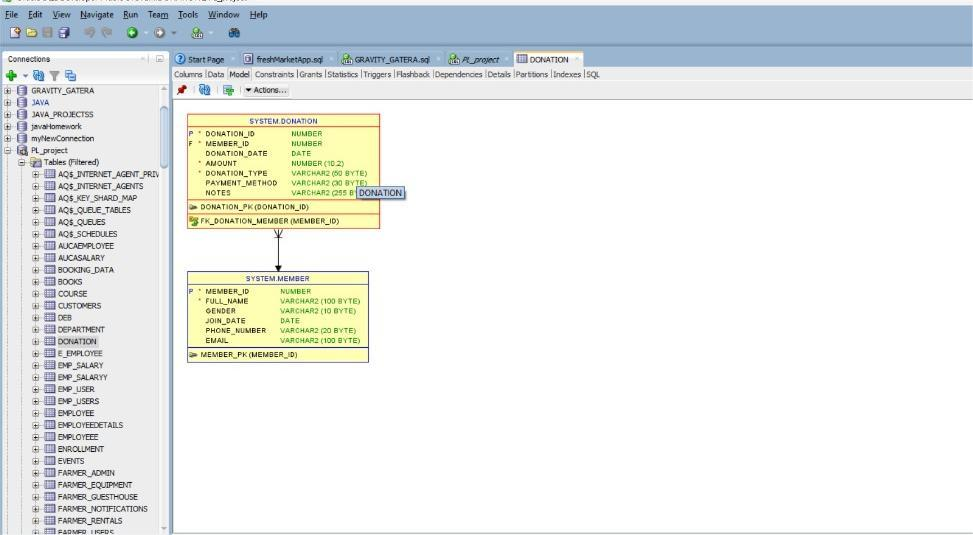 File Edit View Navigate Run Team Tools Window Help
Connections
Start Page freshMarketApp.sql GRAVITY_GATERA.sql PL_project DONATION
Columns |Data |Model |Constraints |Grants |Statistics |Triggers |Flashback |Dependencies |Details |Partitions |Indexes |SQL
Actions...
GRAVITY_GATERA
JAVA
JAVA_PROJECTSS
javaHomework
myNewConnection
PL_project
Tables (Filtered)
AQ$_INTERNET_AGENT_PRIV
AQ$_INTERNET_AGENTS
AQ$_KEY_SHARD_MAP
AQ$_QUEUE_TABLES
AQ$_QUEUES
AQ$_SCHEDULES
AUCAEMPLOYEE
AUCASALARY
BOOKING_DATA
BOOKS
COURSE
CUSTOMERS
DEB
DEPARTMENT
DONATION
E_EMPLOYEE
EMP_SALARY
EMP_SALARYY
EMP_USER
EMP_USERS
EMPLOYEE
EMPLOYEEDETAILS
EMPLOYEEE
ENROLLMENT
EVENTS
FARMER_ADMIN
FARMER_EQUIPMENT
FARMER_GUESTHOUSE
FARMER_NOTIFICATIONS
FARMER_RENTALS
FARMER_USERS
SYSTEM.DONATION
P * DONATION_ID NUMBER
F * MEMBER_ID NUMBER
DONATION_DATE DATE
* AMOUNT NUMBER (10,2)
* DONATION_TYPE VARCHAR2 (50 BYTE)
PAYMENT_METHOD VARCHAR2 (30 BYTE)
NOTES VARCHAR2 (255 B
DONATION
DONATION_PK (DONATION_ID)
FK_DONATION_MEMBER (MEMBER_ID)
SYSTEM.MEMBER
P * MEMBER_ID NUMBER
* FULL_NAME VARCHAR2 (100 BYTE)
GENDER VARCHAR2 (10 BYTE)
JOIN_DATE DATE
PHONE_NUMBER VARCHAR2 (20 BYTE)
EMAIL VARCHAR2 (100 BYTE)
MEMBER_PK (MEMBER_ID)